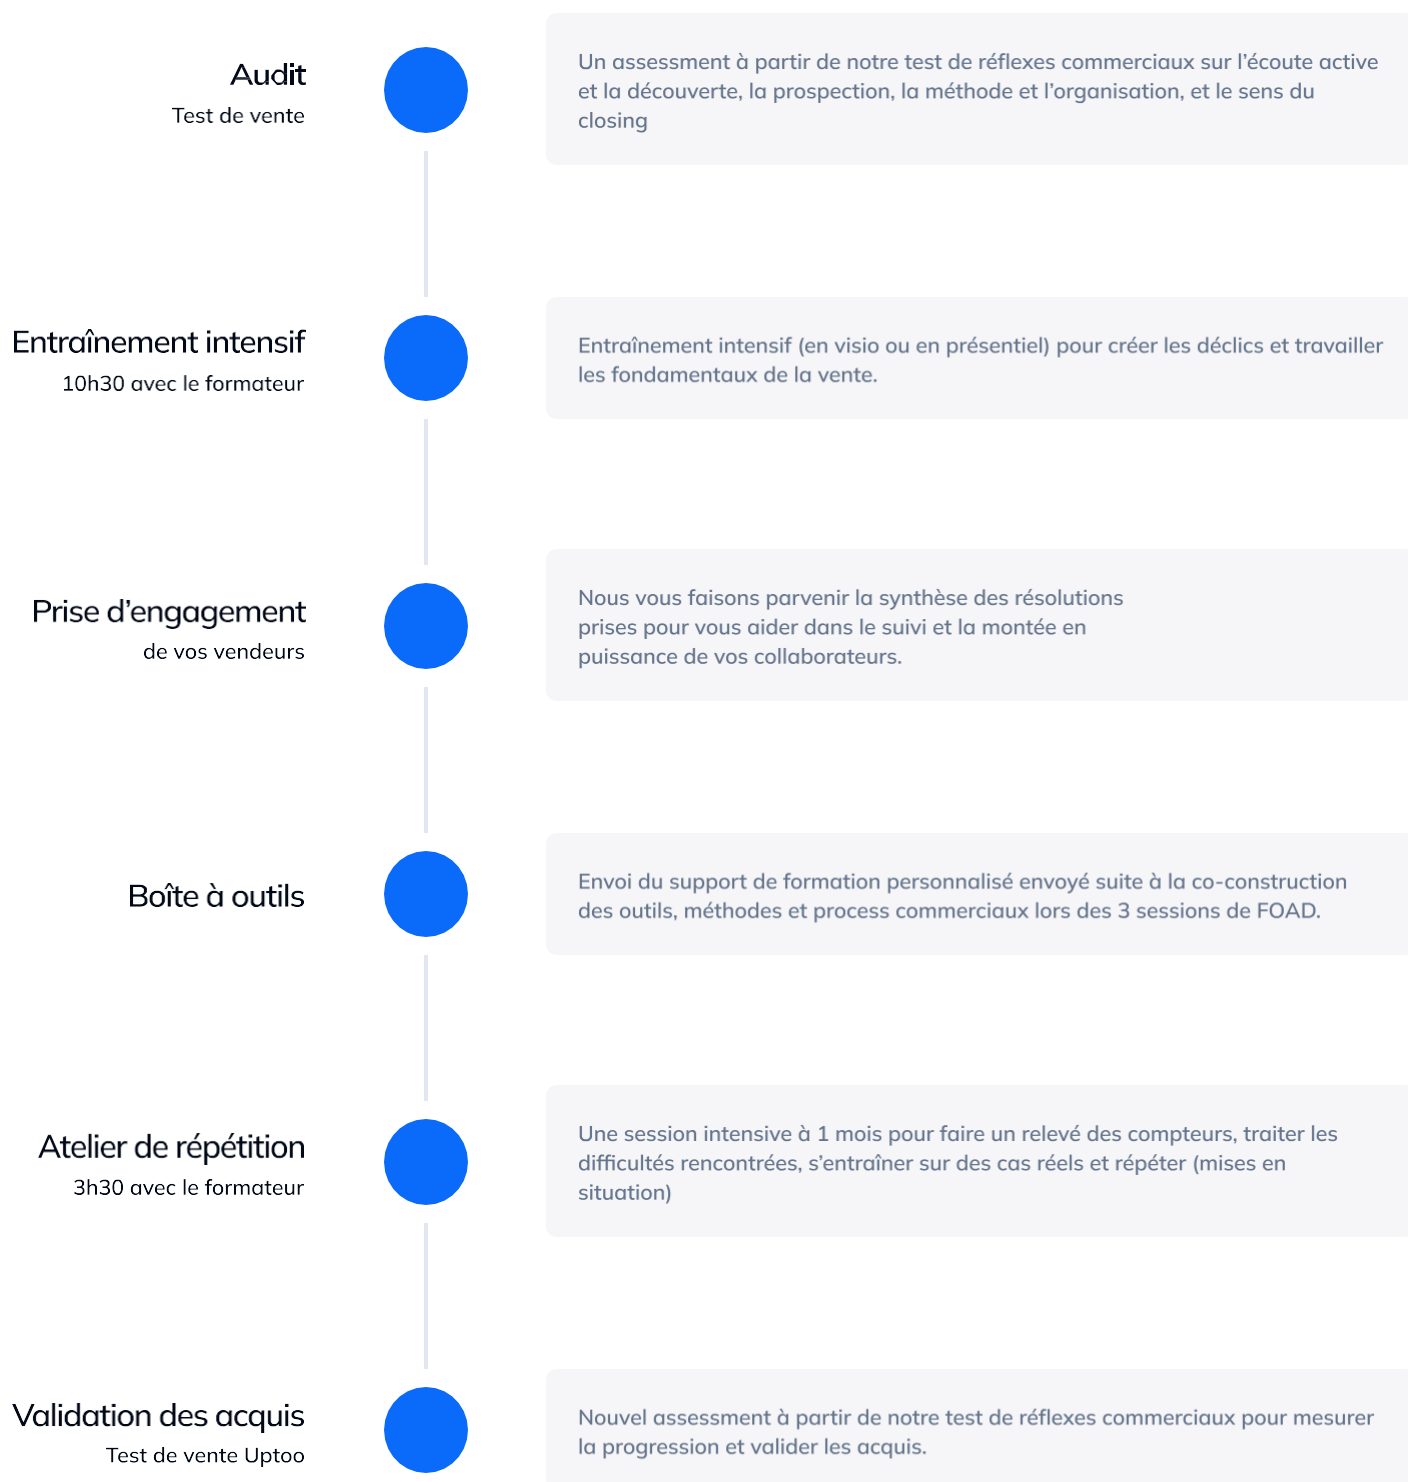 Audit
Test de vente
Un assessment à partir de notre test de réflexes commerciaux sur l’écoute active
et la découverte, la prospection, la méthode et l’organisation, et le sens du
closing
Entraînement intensif
10h30 avec le formateur
Entraînement intensif (en visio ou en présentiel) pour créer les déclics et travailler
les fondamentaux de la vente.
Prise d’engagement
de vos vendeurs
Nous vous faisons parvenir la synthèse des résolutions
prises pour vous aider dans le suivi et la montée en
puissance de vos collaborateurs.
Boîte à outils
Envoi du support de formation personnalisé envoyé suite à la co-construction
des outils, méthodes et process commerciaux lors des 3 sessions de FOAD.
Atelier de répétition
3h30 avec le formateur
Une session intensive à 1 mois pour faire un relevé des compteurs, traiter les
difficultés rencontrées, s’entraîner sur des cas réels et répéter (mises en
situation)
Validation des acquis
Test de vente Uptoo
Nouvel assessment à partir de notre test de réflexes commerciaux pour mesurer
la progression et valider les acquis.